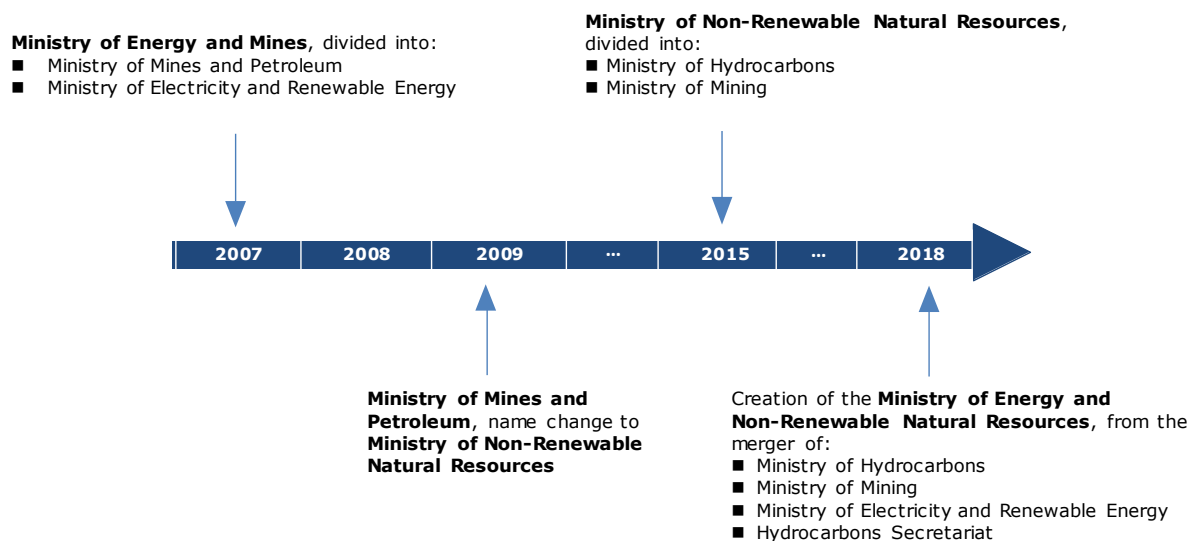 Ministry of Energy and Mines, divided into:
■ Ministry of Mines and Petroleum
■ Ministry of Electricity and Renewable Energy
Ministry of Non-Renewable Natural Resources,
divided into:
■ Ministry of Hydrocarbons
■ Ministry of Mining
2007 2008 2009 ... 2015 ... 2018
Ministry of Mines and
Petroleum, name change to
Ministry of Non-Renewable
Natural Resources
Creation of the Ministry of Energy and
Non-Renewable Natural Resources, from the
merger of:
■ Ministry of Hydrocarbons
■ Ministry of Mining
■ Ministry of Electricity and Renewable Energy
■ Hydrocarbons Secretariat